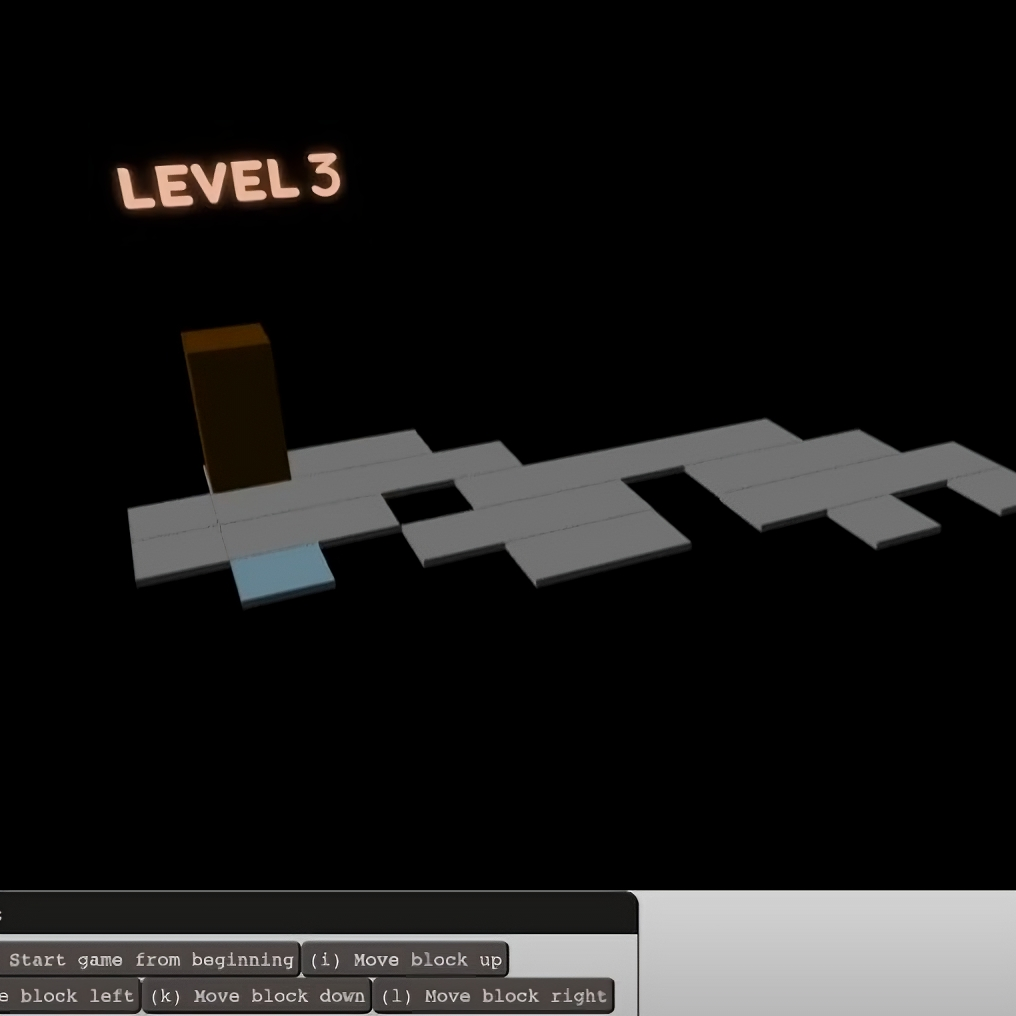 LEVEL 3
Start game from beginning (i) Move block up
block left (k) Move block down (l) Move block right